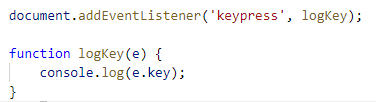 document.addEventListener('keypress', logKey);
function logKey(e) {
    console.log(e.key);
}